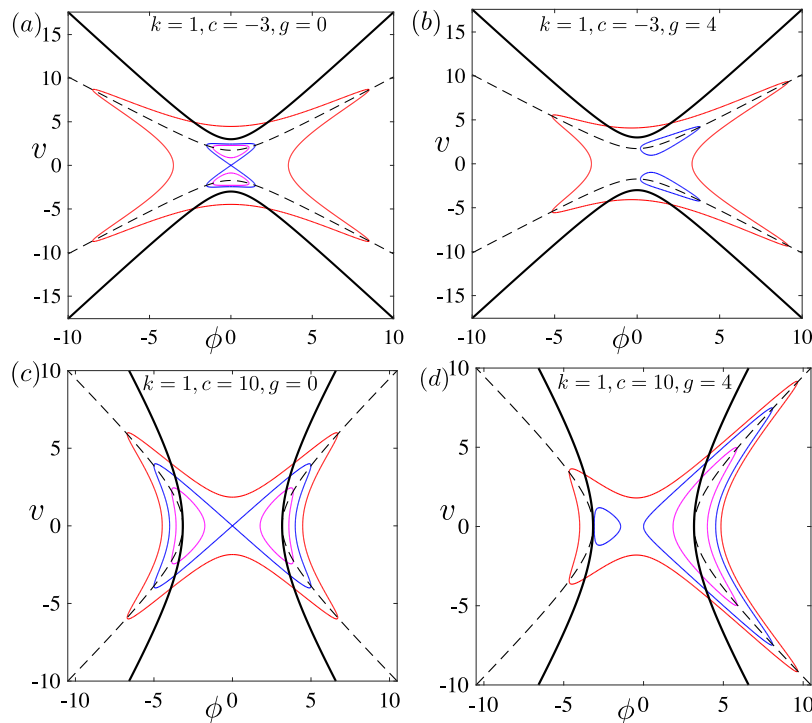 (a) k = 1, c = −3, g = 0
15
10
5
v 0
-5
-10
-15
-10 -5 ϕ 0 5 10
(b) k = 1, c = −3, g = 4
15
10
5
v 0
-5
-10
-15
-10 -5 ϕ 0 5 10
(c) k = 1, c = 10, g = 0
10
5
v 0
-5
-10
-10 -5 ϕ 0 5 10
(d) k = 1, c = 10, g = 4
10
5
v 0
-5
-10
-10 -5 ϕ 0 5 10